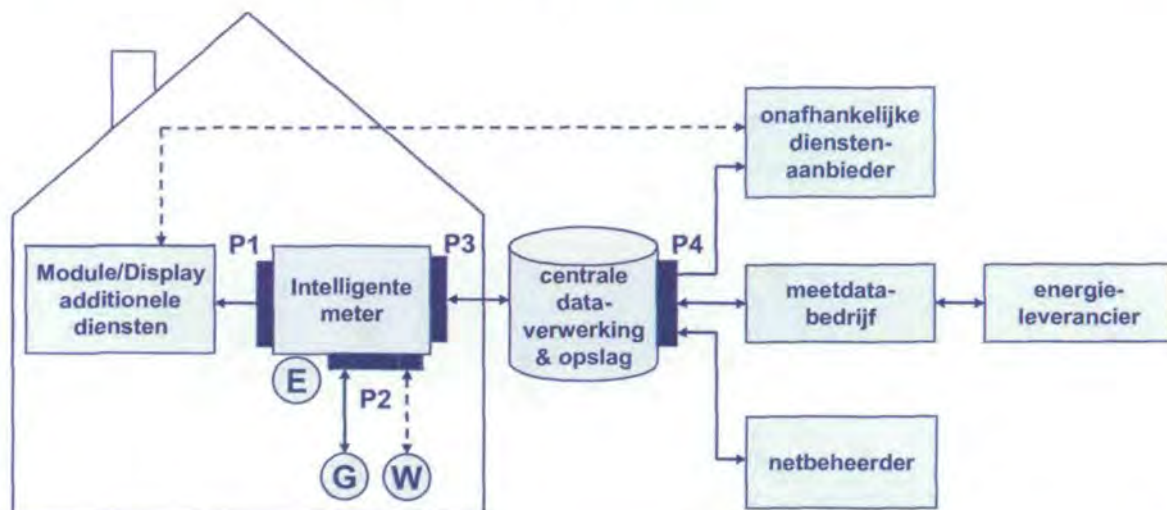 onafhankelijke
diensten-
aanbieder
P1
P3
P4
Module/Display
additionele
diensten
Intelligente
meter
centrale
data-
verwerking
& opslag
meetdata-
bedrijf
energie-
leverancier
E
P2
G
W
netbeheerder